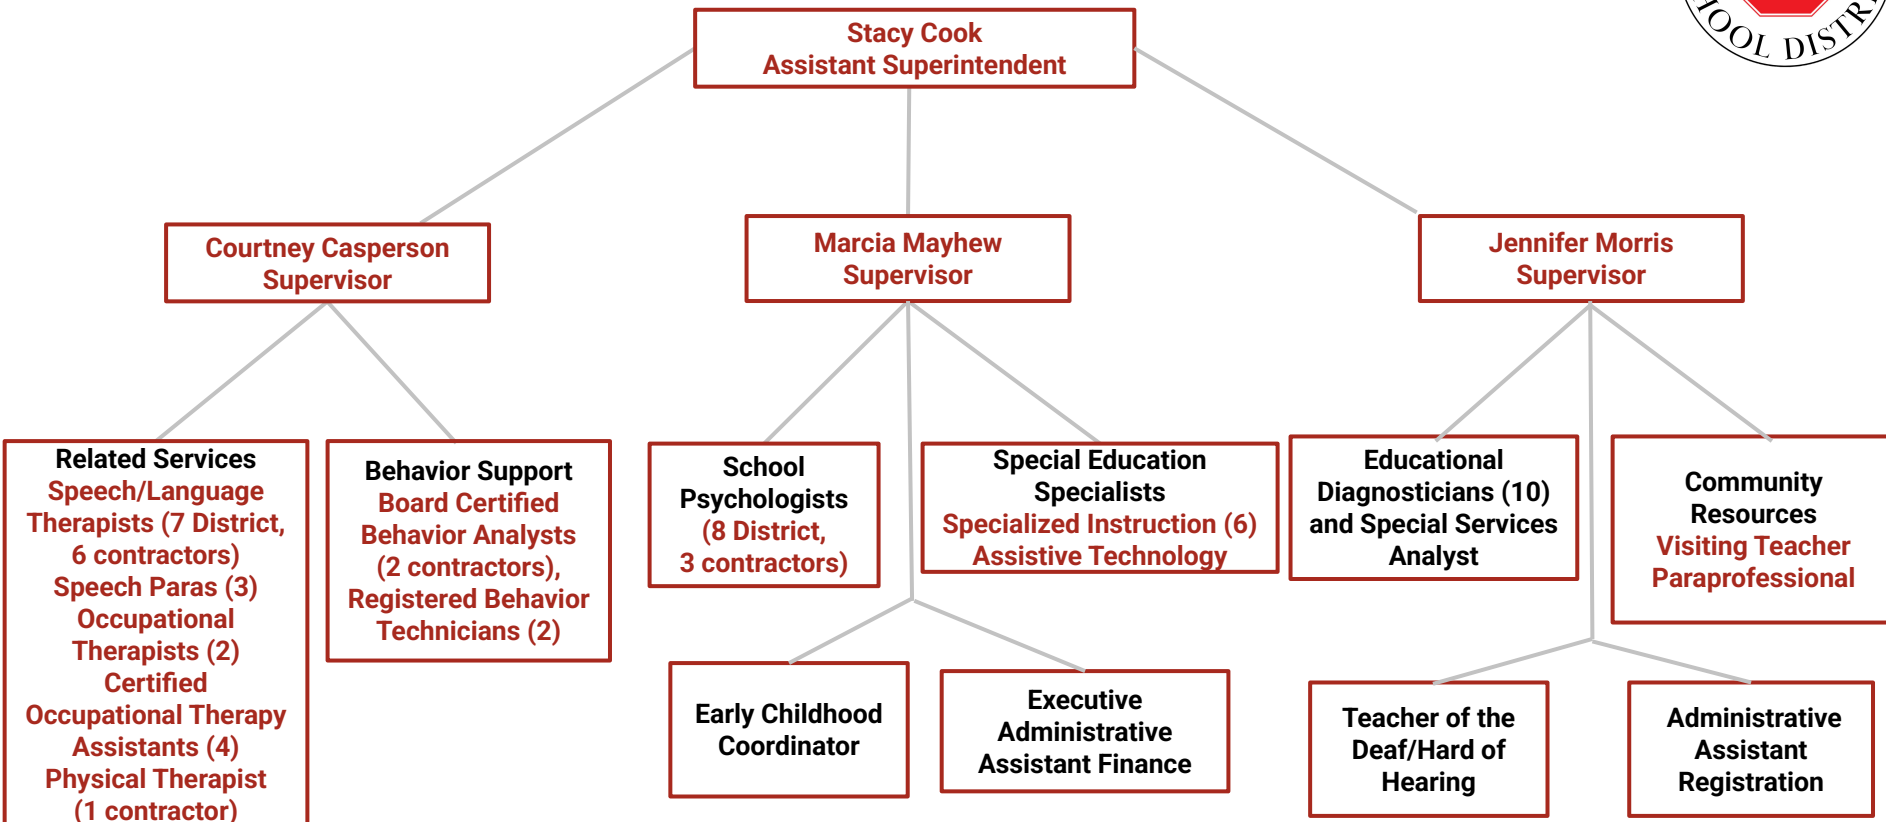 Stacy Cook
Assistant Superintendent
OOL DISTR
Courtney Casperson
Supervisor
Marcia Mayhew
Supervisor
Jennifer Morris
Supervisor
Related Services
Speech/Language
Therapists (7 District,
6 contractors)
Speech Paras (3)
Occupational
Therapists (2)
Certified
Occupational Therapy
Assistants (4)
Physical Therapist
(1 contractor)
Behavior Support
Board Certified
Behavior Analysts
(2 contractors),
Registered Behavior
Technicians (2)
School
Psychologists
(8 District,
3 contractors)
Special Education
Specialists
Specialized Instruction (6)
Assistive Technology
Educational
Diagnosticians (10)
and Special Services
Analyst
Community
Resources
Visiting Teacher
Paraprofessional
Early Childhood
Coordinator
Executive
Administrative
Assistant Finance
Teacher of the
Deaf/Hard of
Hearing
Administrative
Assistant
Registration